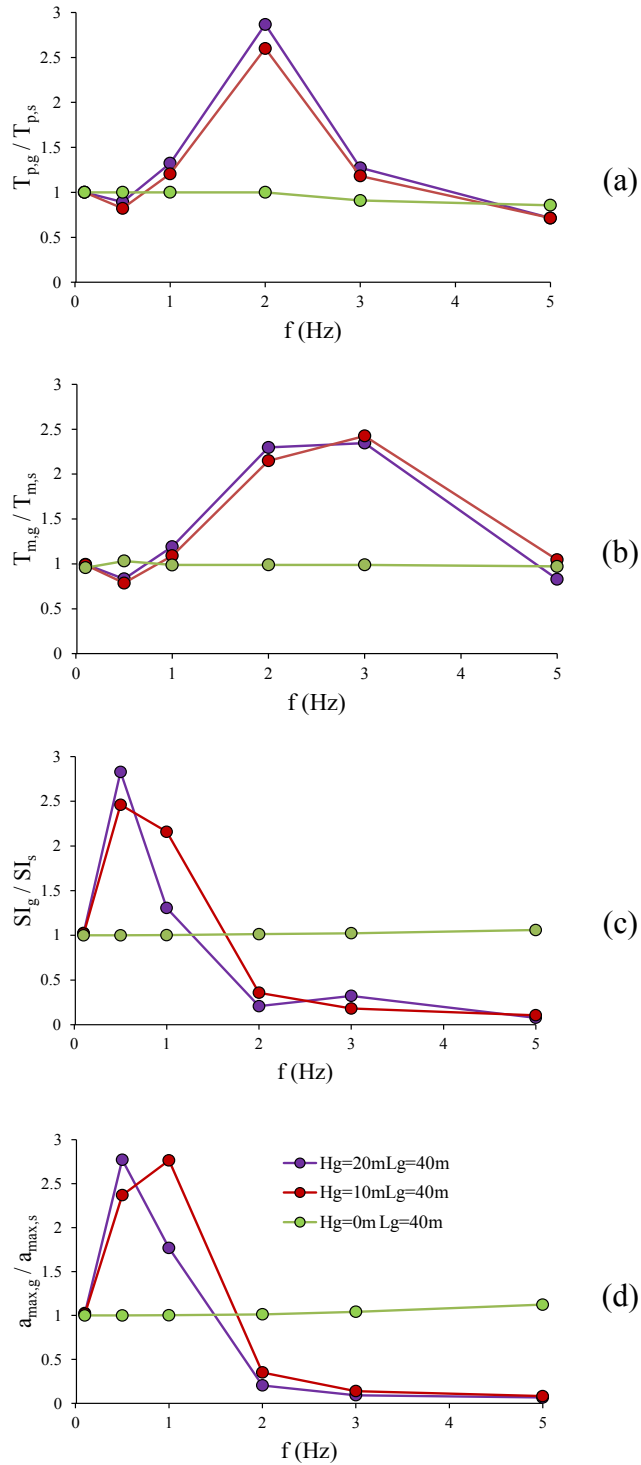 3
2.5
2
1.5
1
0.5
0
T_p,g / T_p,s
0 1 2 3 4 5
f (Hz)
(a)
3
2.5
2
1.5
1
0.5
0
T_m,g / T_m,s
0 1 2 3 4 5
f (Hz)
(b)
3
2.5
2
1.5
1
0.5
0
SI_g / SI_s
0 1 2 3 4 5
f (Hz)
(c)
3
2.5
2
1.5
1
0.5
0
a_max,g / a_max,s
Hg=20mLg=40m
Hg=10mLg=40m
Hg=0m Lg=40m
0 1 2 3 4 5
f (Hz)
(d)